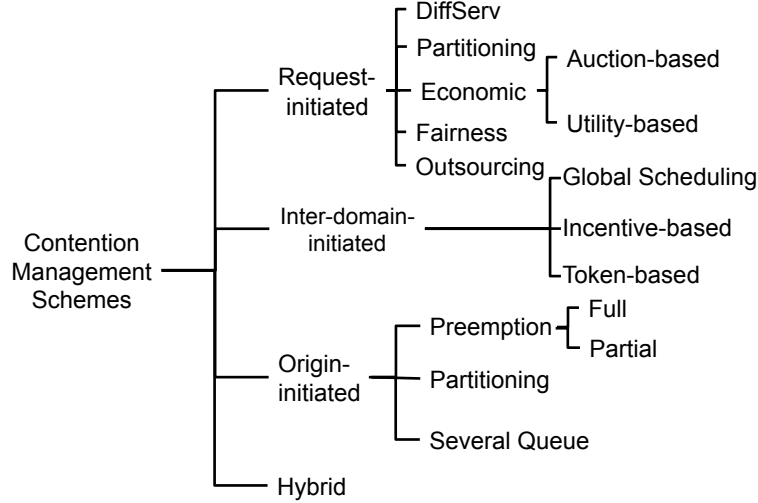 DiffServ
Partitioning
Request-
initiated
Economic
Auction-based
Utility-based
Fairness
Outsourcing
Global Scheduling
Inter-domain-
initiated
Incentive-based
Token-based
Contention
Management
Schemes
Full
Preemption
Partial
Origin-
initiated
Partitioning
Several Queue
Hybrid